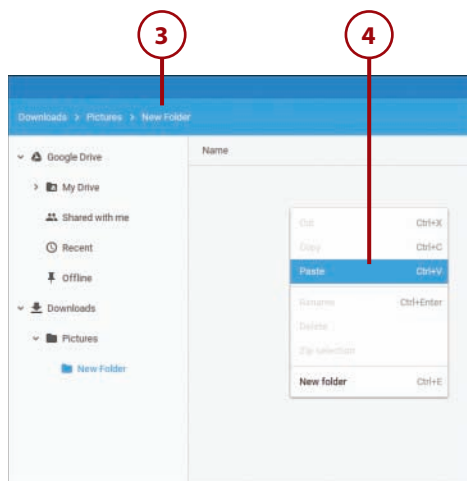 3
4
Downloads > Pictures > New Folder
Google Drive
Name
My Drive
Shared with me
Recent
Offline
Downloads
Pictures
New Folder
Cut Ctrl+X
Copy Ctrl+C
Paste Ctrl+V
Rename Ctrl+Enter
Delete
Zip selection
New folder Ctrl+E